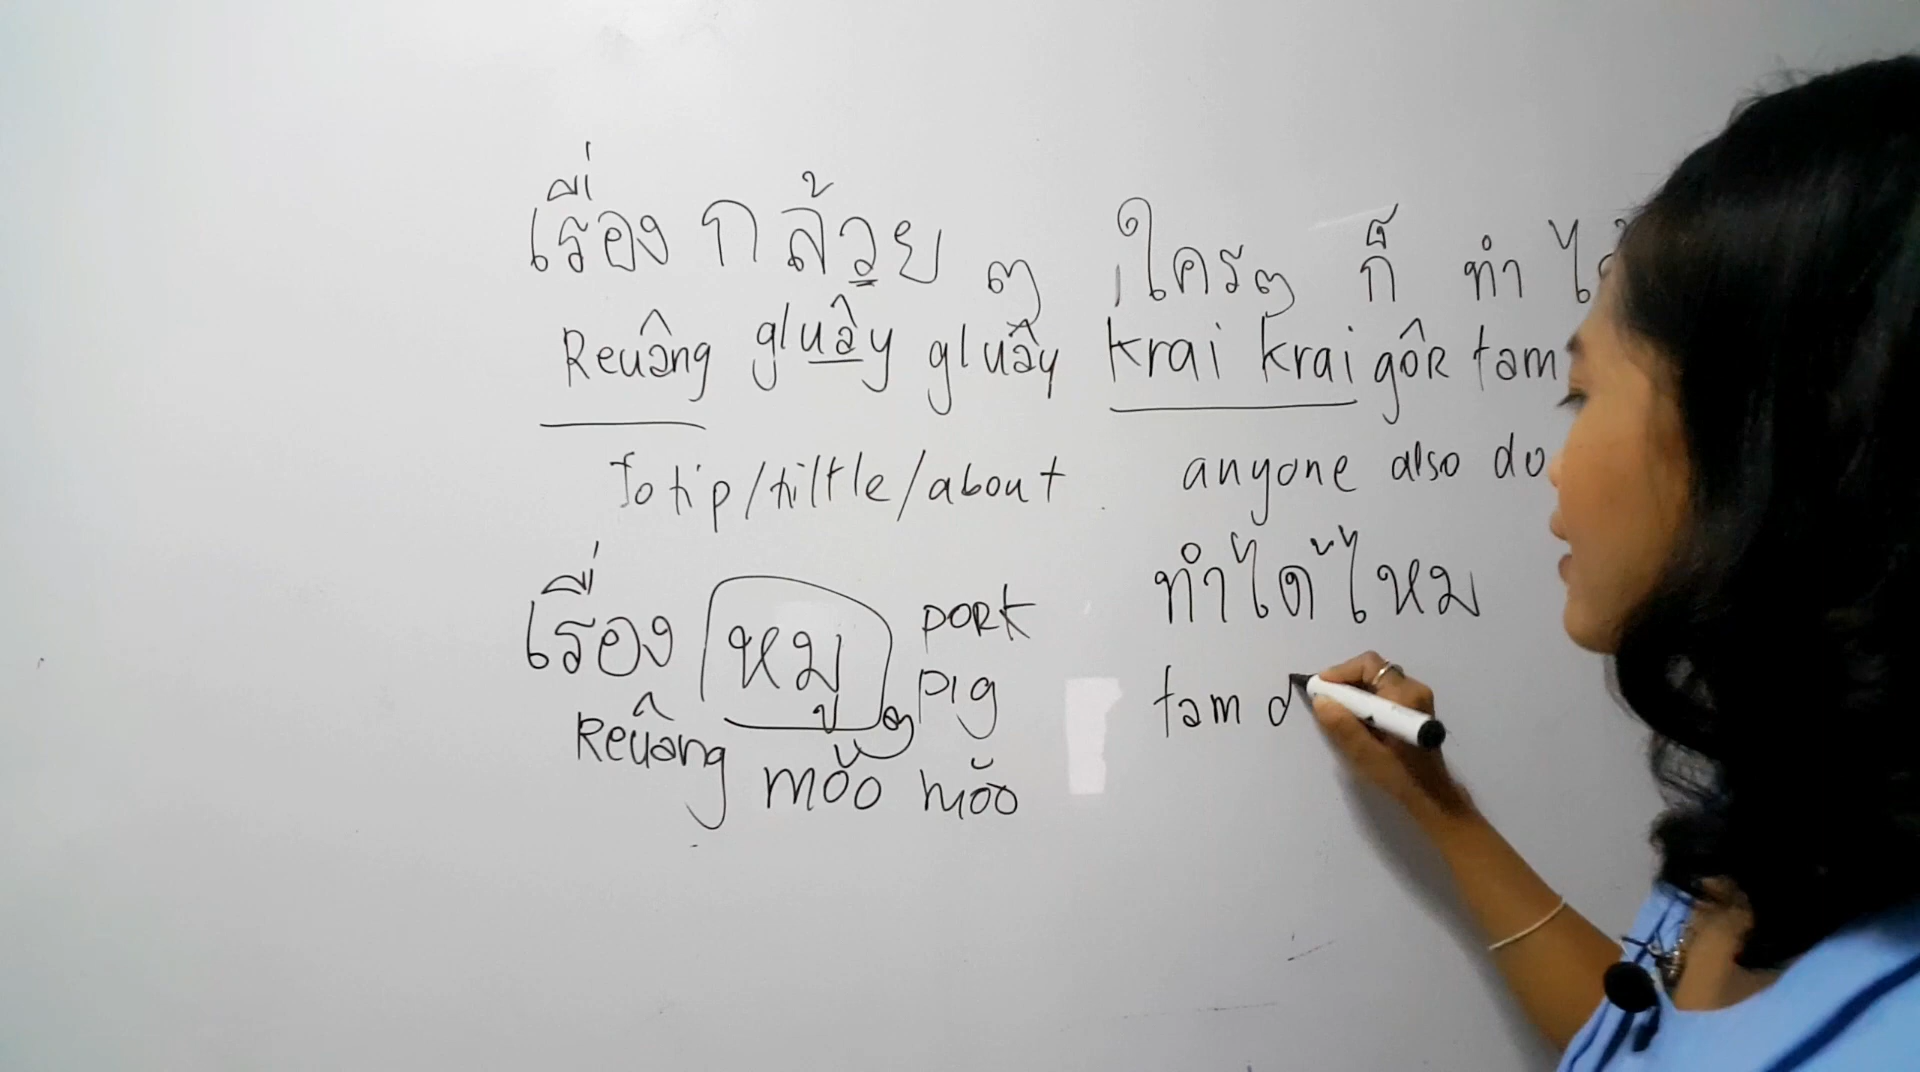 เรื่อง กล้วย ๆ ใครๆ ก็ ทำ
Reuâng gluây gluây krai krai gôr tam
Totip/tiltle/about anyone also do
เรื่อง หมู ๆ pork ทำได้ไหม
pig tam d
Reuâng mŏo mŏo